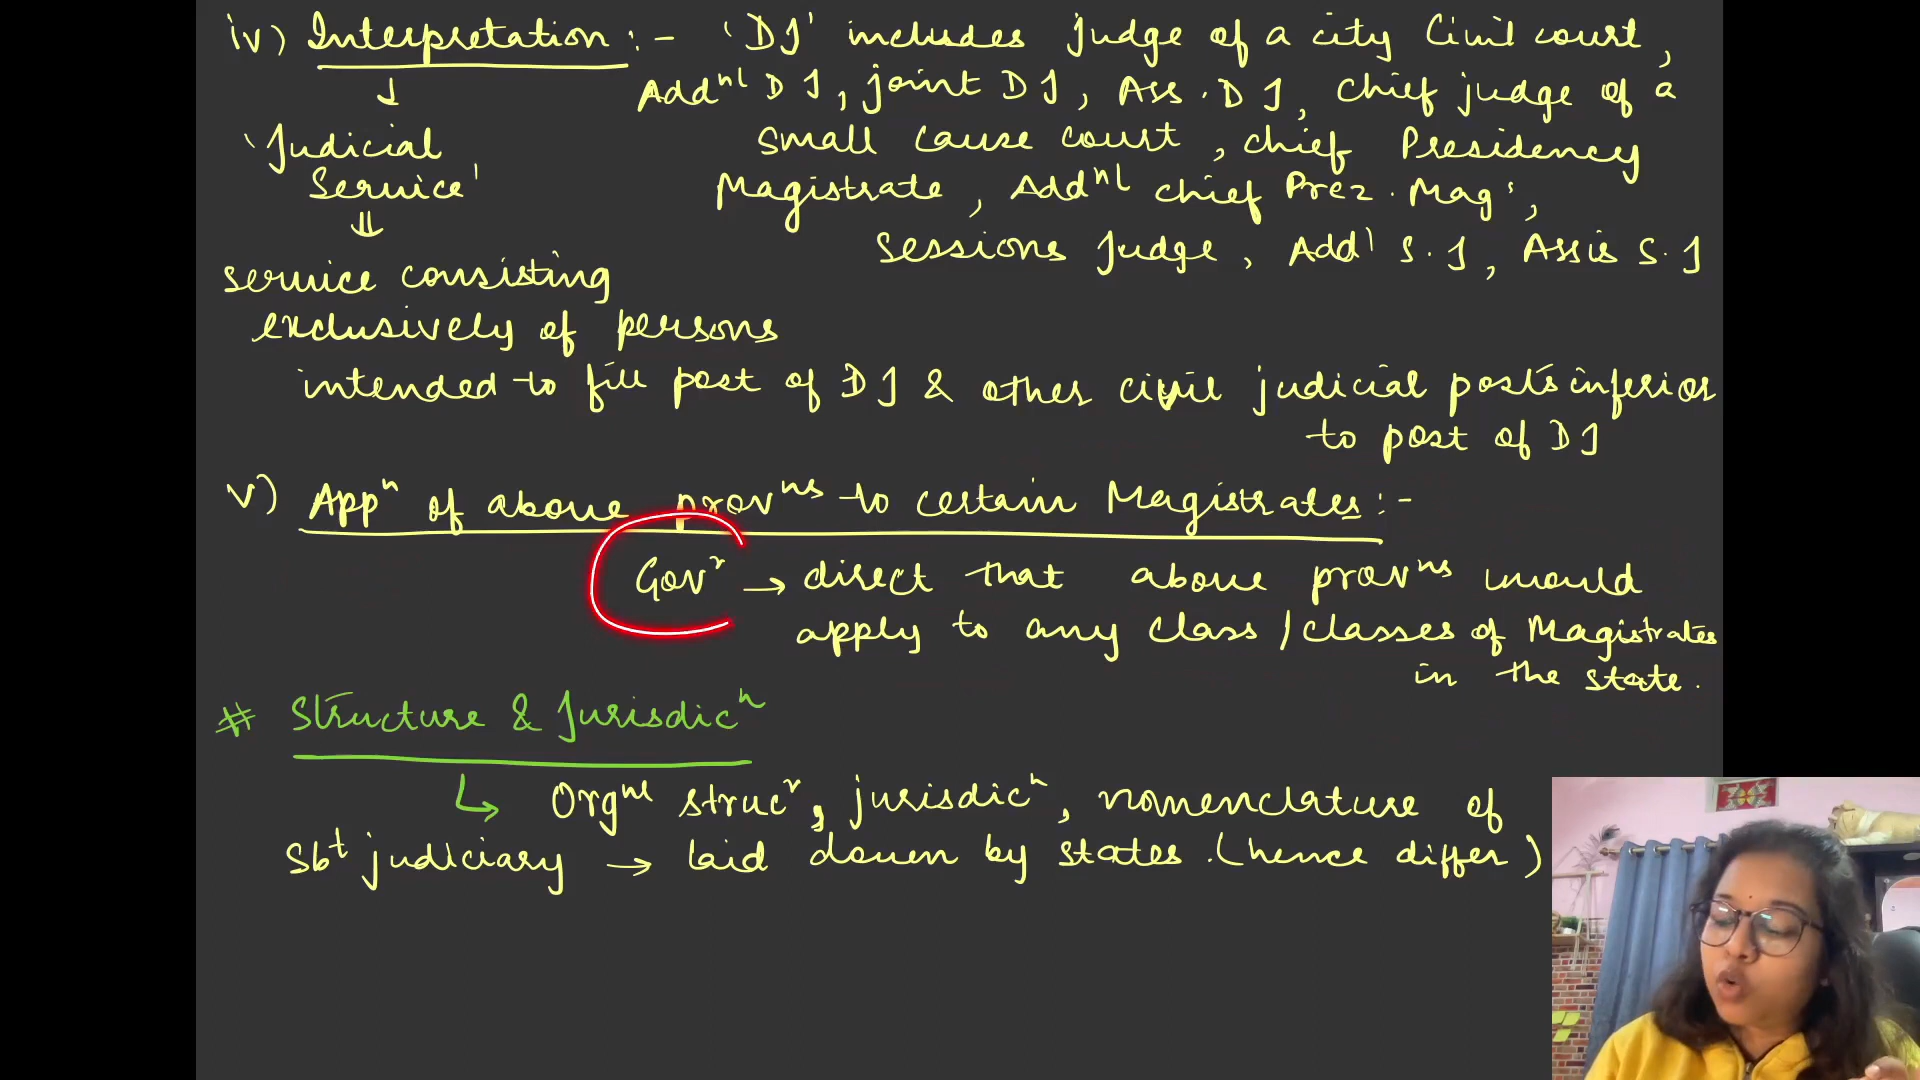 iv) Interpretation :- 'DJ' includes judge of a city Civil court,
Addnl DJ, joint DJ, Ass. DJ, chief judge of a
small cause court, chief Presidency
Magistrate, Addnl chief Prez. Mag',
sessions judge, Addl S.J, Assis S.J
'Judicial
Service'
service consisting
exclusively of persons
intended to fill post of DJ & other civil judicial posts inferior
to post of DJ
v) Appn of above provns to certain Magistrates :-
Govr → direct that above provns would
apply to any class / classes of Magistrates
in the state.
# Structure & Jurisdicn
Orgnl strucr, jurisdicn, nomenclature of
Sbt judiciary → laid down by states. (hence differ)